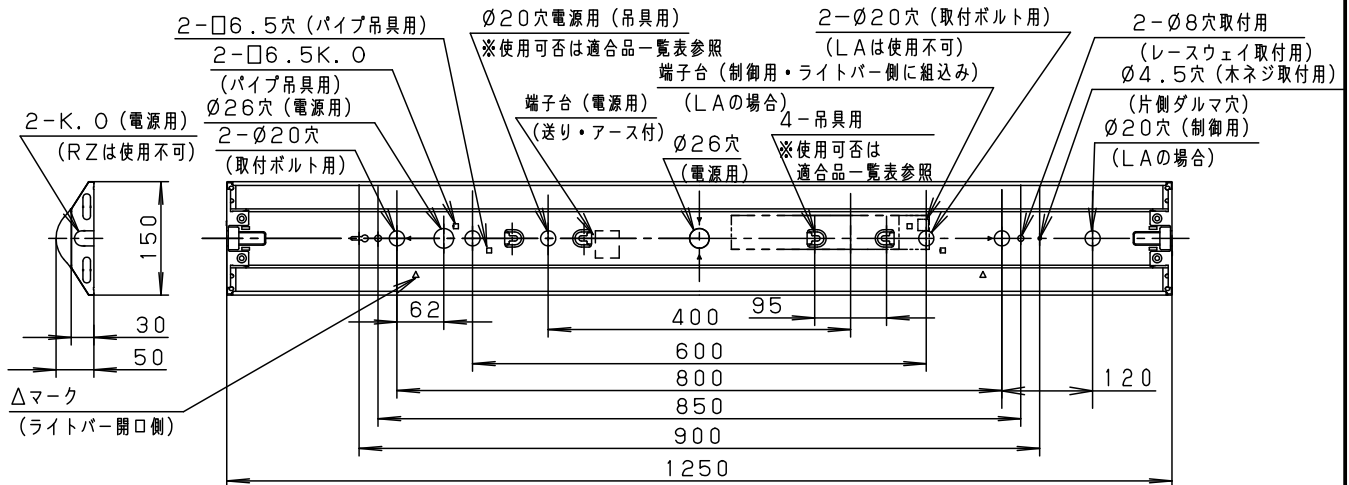 2-□6.5穴(パイプ吊具用)
2-□6.5K.O
(パイプ吊具用)
Ø26穴(電源用)
2-Ø20穴
(取付ボルト用)
2-K.O(電源用)
(RZは使用不可)
Ø20穴電源用(吊具用)
※使用可否は適合品一覧表参照
端子台(電源用)
(送り・アース付)
Ø26穴
(電源用)
2-Ø20穴(取付ボルト用)
(LAは使用不可)
端子台(制御用・ライトバー側に組込み)
(LAの場合)
4-吊具用
※使用可否は
適合品一覧表参照
2-Ø8穴取付用
(レースウェイ取付用)
Ø4.5穴(木ネジ取付用)
(片側ダルマ穴)
Ø20穴(制御用)
(LAの場合)
150
30
50
62
400
95
600
800
120
850
900
1250
△マーク
(ライトバー開口側)